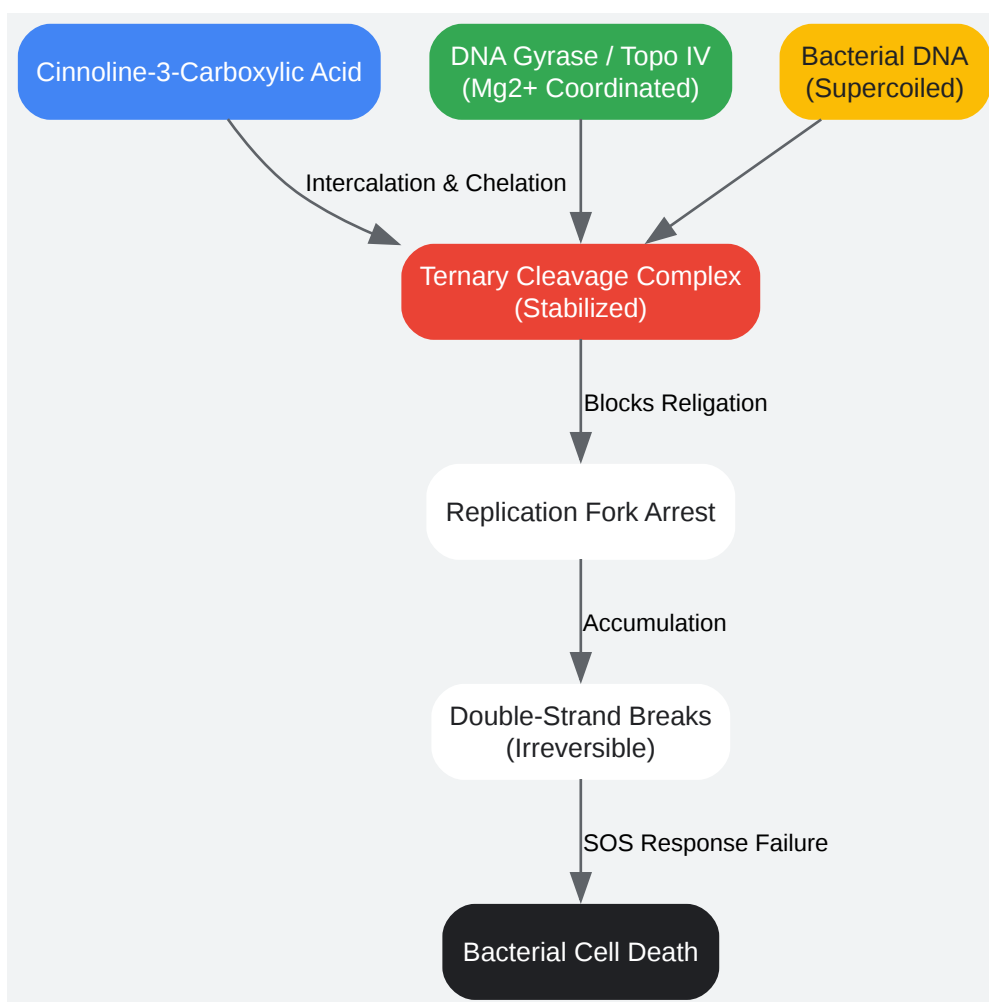 Cinnoline-3-Carboxylic Acid
DNA Gyrase / Topo IV
(Mg2+ Coordinated)
Bacterial DNA
(Supercoiled)
Intercalation & Chelation
Ternary Cleavage Complex
(Stabilized)
Blocks Religation
Replication Fork Arrest
Accumulation
Double-Strand Breaks
(Irreversible)
SOS Response Failure
Bacterial Cell Death